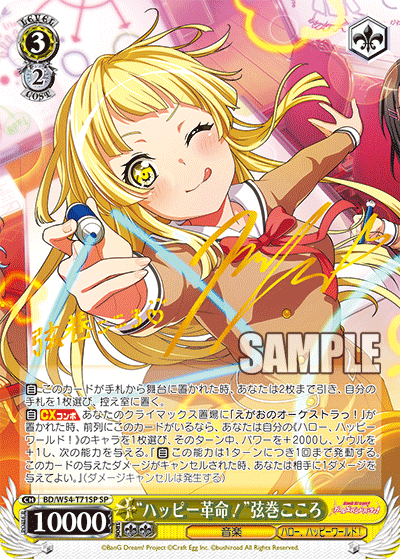 LEVEL
3
2
COST
弦巻こころ
SAMPLE
自 このカードが手札から舞台に置かれた時、あなたは2枚まで引き、自分の
手札を1枚選び、控え室に置く。
自 CXコンボ あなたのクライマックス置場に「えがおのオーケストラっ！」が
置かれた時、前列にこのカードがいるなら、あなたは自分の《ハロー、ハッピー
ワールド！》のキャラを1枚選び、そのターン中、パワーを＋2000し、ソウルを
＋1し、次の能力を与える。『自 この能力は1ターンにつき1回まで発動する。
このカードの与えたダメージがキャンセルされた時、あなたは相手に1ダメージを
与えてよい。』（ダメージキャンセルは発生する）
CH BD/W54-T71SP SP
10000
“ハッピー革命！”弦巻こころ
音楽
ハロー、ハッピーワールド！
©BanG Dream! Project ©Craft Egg Inc. ©bushiroad All Rights Reserved.